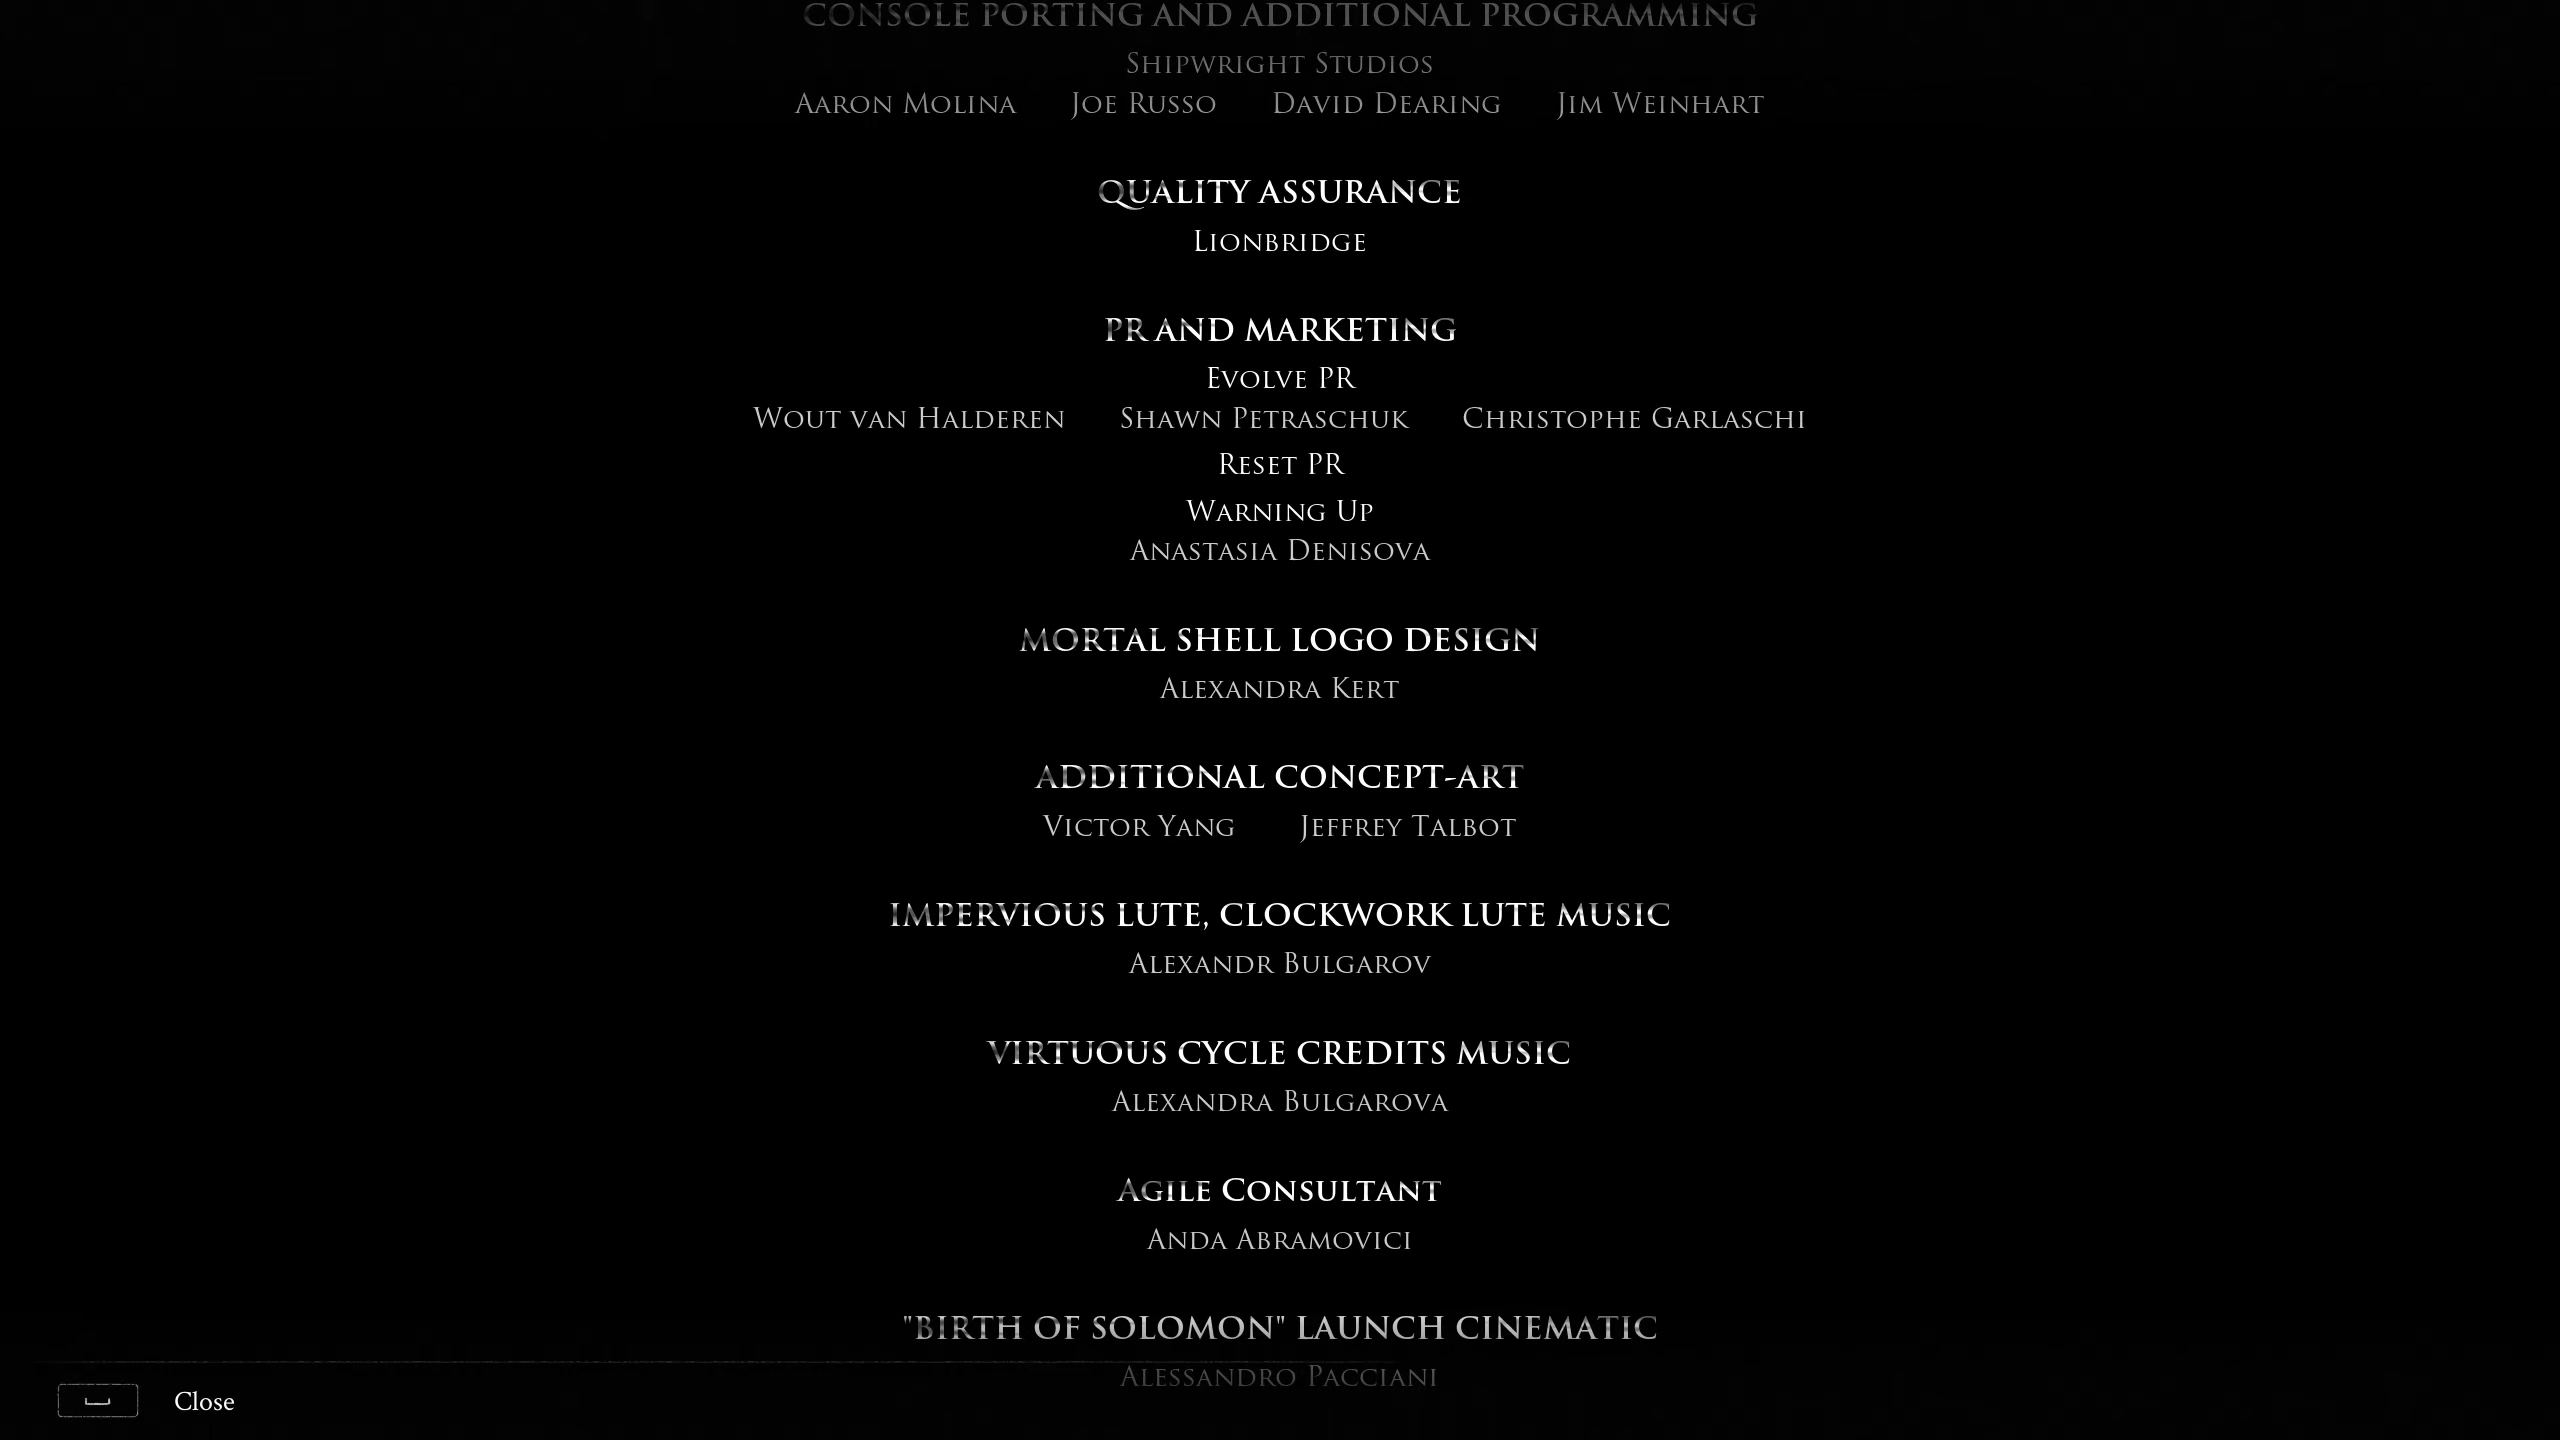 CONSOLE PORTING AND ADDITIONAL PROGRAMMING
Shipwright Studios
Aaron Molina Joe Russo David Dearing Jim Weinhart
QUALITY ASSURANCE
Lionbridge
PR AND MARKETING
Evolve PR
Wout van Halderen Shawn Petraschuk Christophe Garlaschi
Reset PR
Warning Up
Anastasia Denisova
MORTAL SHELL LOGO DESIGN
Alexandra Kert
ADDITIONAL CONCEPT-ART
Victor Yang Jeffrey Talbot
IMPERVIOUS LUTE, CLOCKWORK LUTE MUSIC
Alexandr Bulgarov
VIRTUOUS CYCLE CREDITS MUSIC
Alexandra Bulgarova
Agile Consultant
Anda Abramovici
"BIRTH OF SOLOMON" LAUNCH CINEMATIC
Alessandro Pacciani
Close